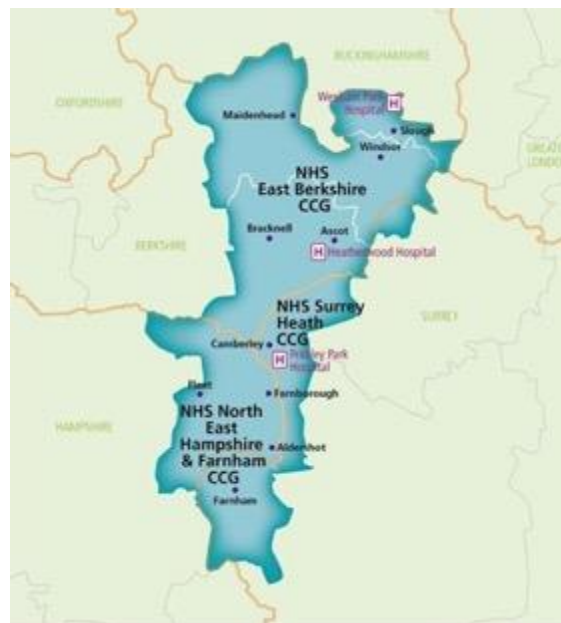 BUCKINGHAMSHIRE
OXFORDSHIRE
Wexham Park
Hospital
H
Maidenhead
Slough
Windsor
GREATER
LONDON
NHS
East Berkshire
CCG
Bracknell
Ascot
BERKSHIRE
H
Heatherwood Hospital
NHS Surrey
Heath
CCG
SURREY
Camberley
H
Frimley Park
Hospital
Fleet
Farnborough
NHS North
East
Hampshire
& Farnham
CCG
HAMPSHIRE
Aldershot
Farnham